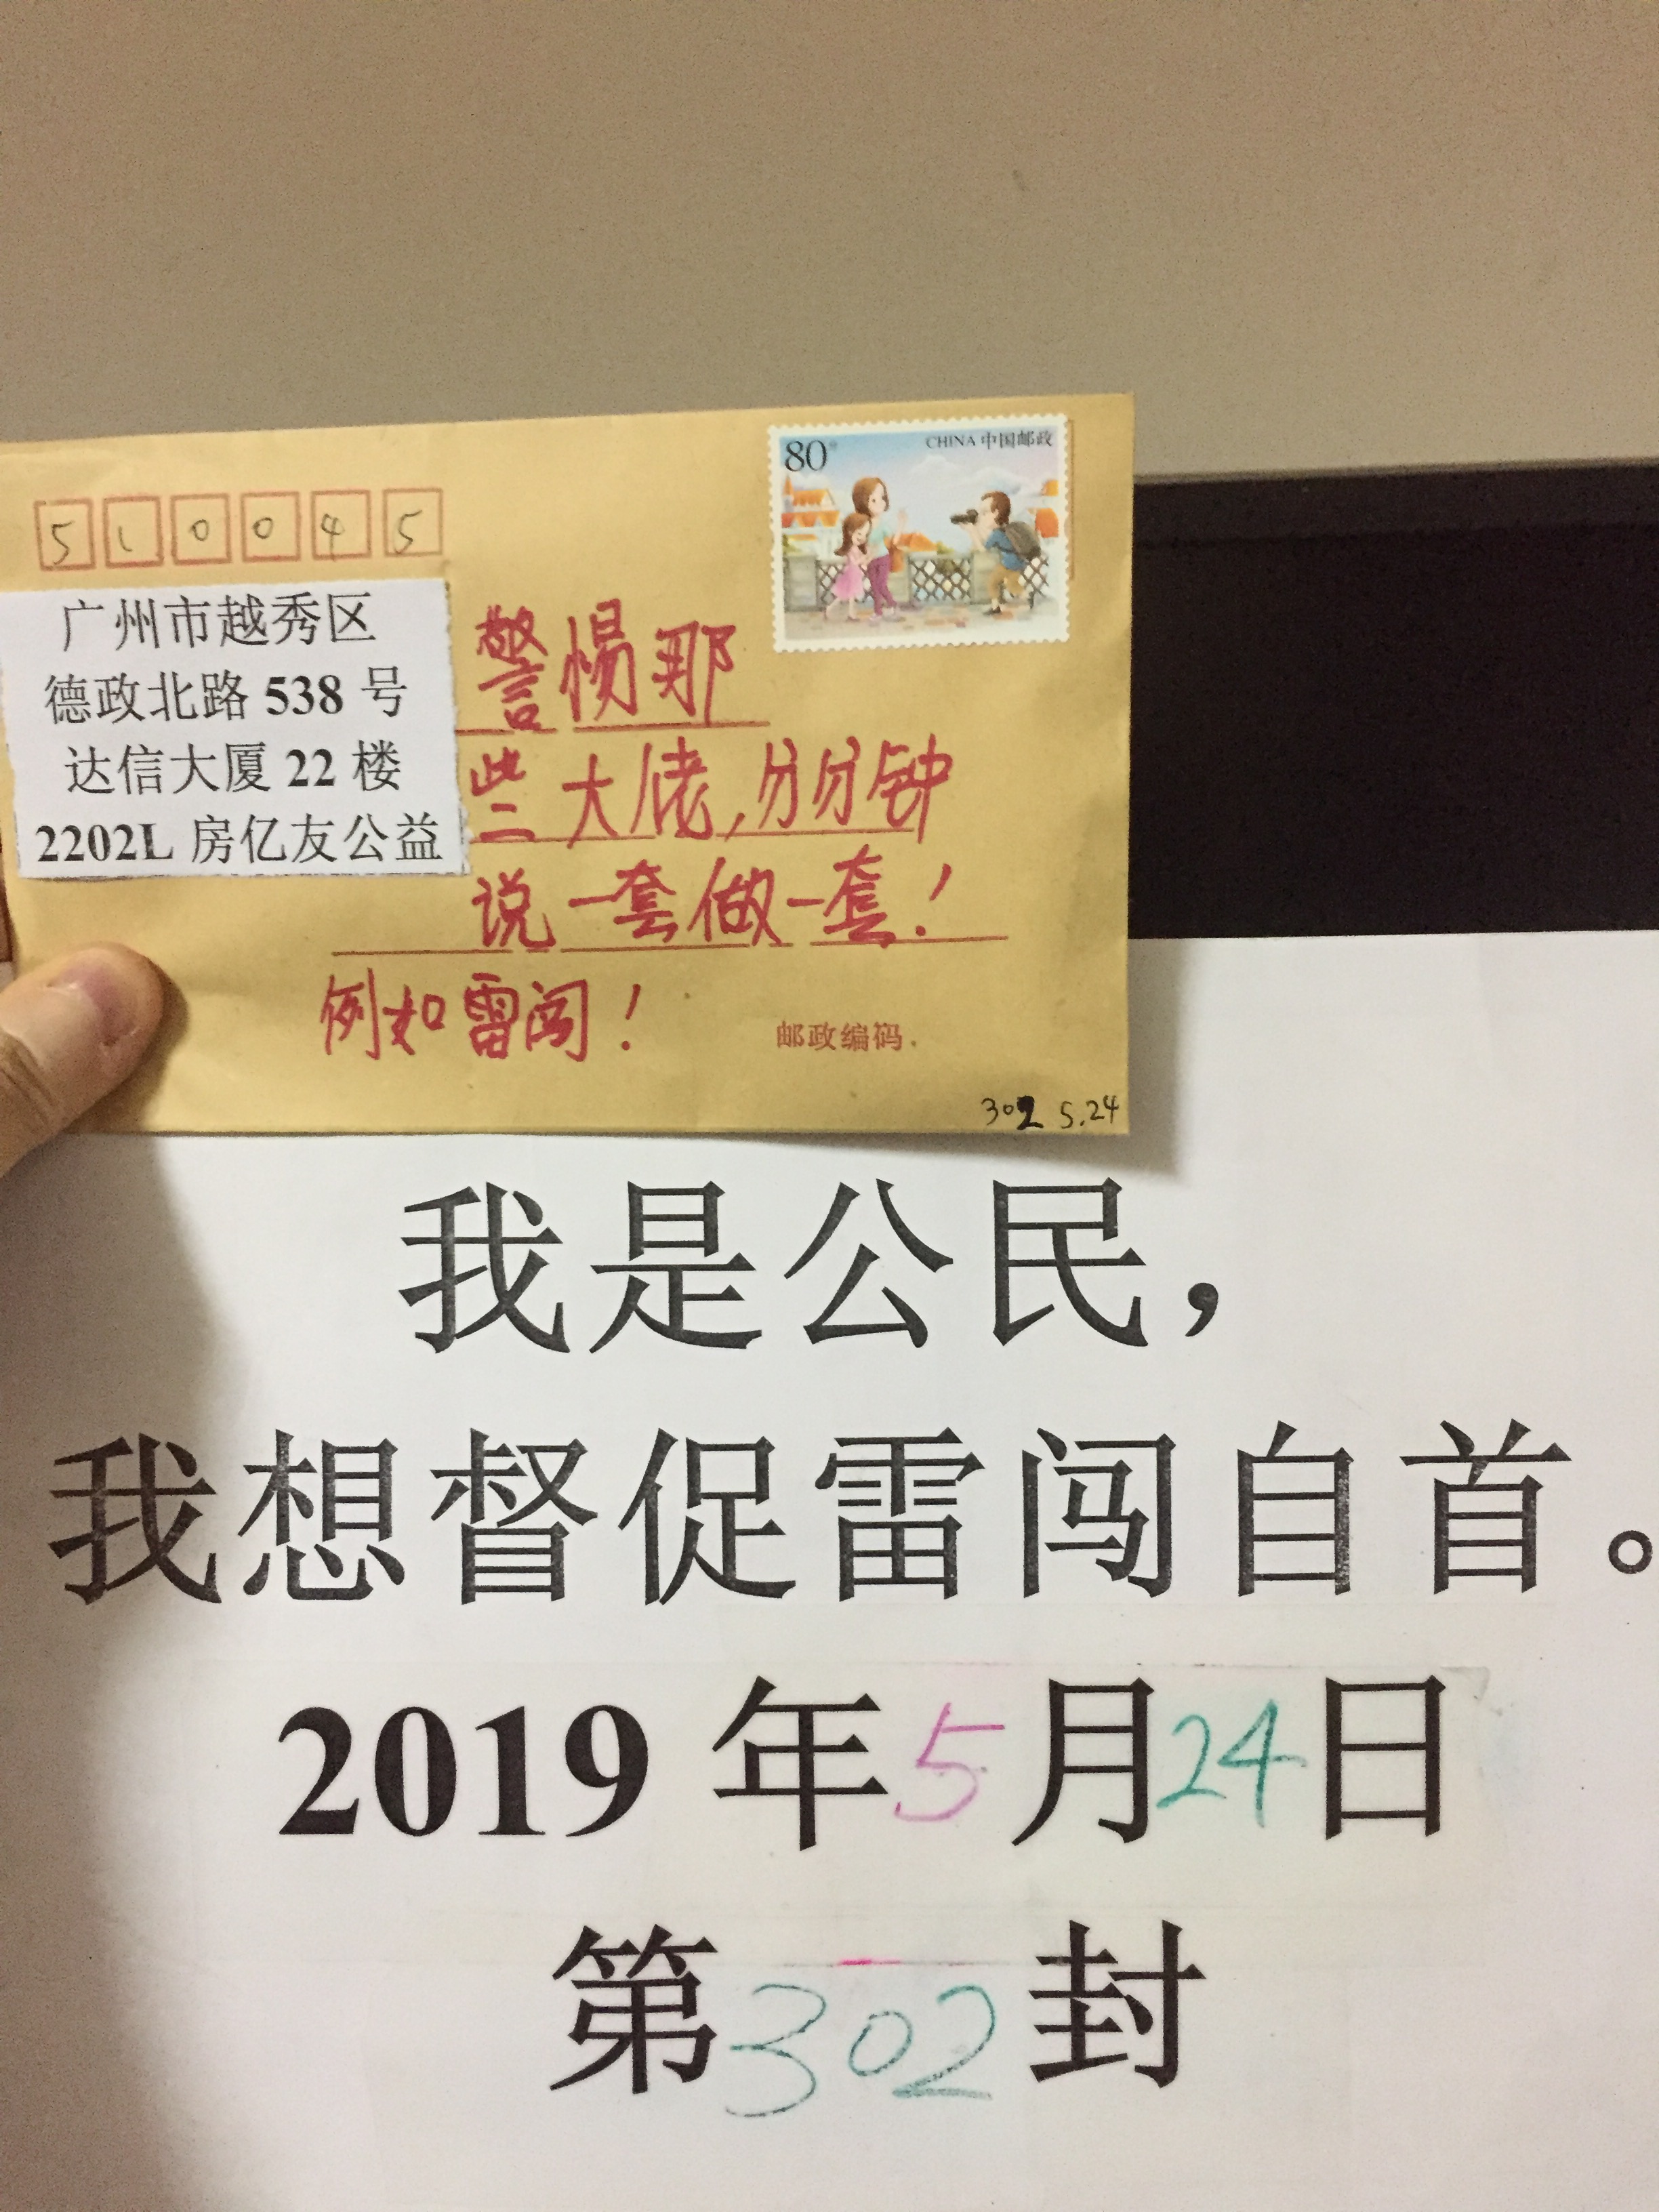 80
CHINA 中国邮政
510045
广州市越秀区
德政北路 538 号
达信大厦 22 楼
2202L 房亿友公益
警惕那
些大佬,分分钟
说一套做一套!
例如雷闯!
邮政编码
302 5.24
我是公民，
我想督促雷闯自首。
2019 年5月24日
第302封